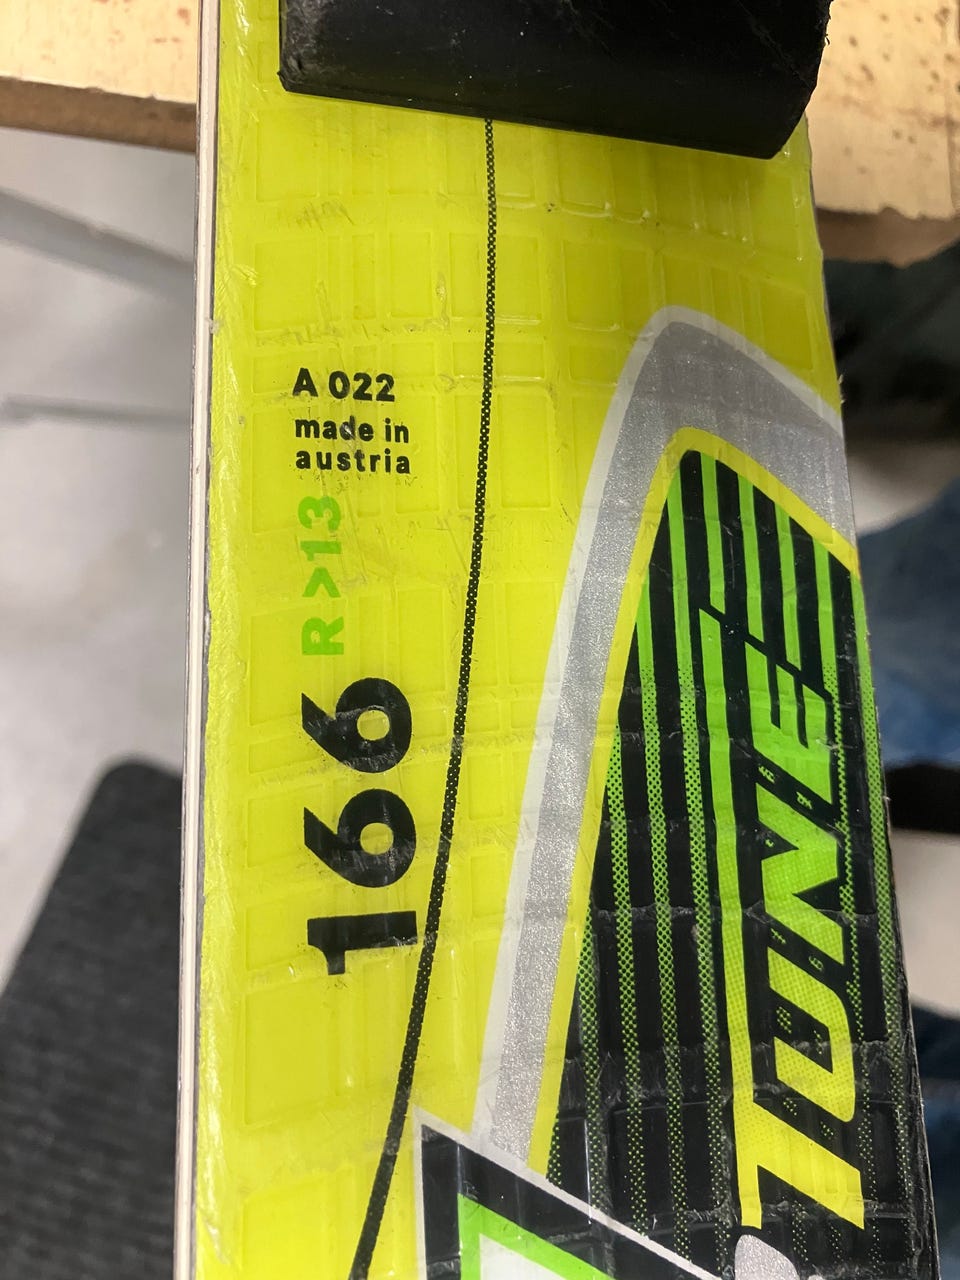 A 022
made in
austria
R>13
166
TUNE